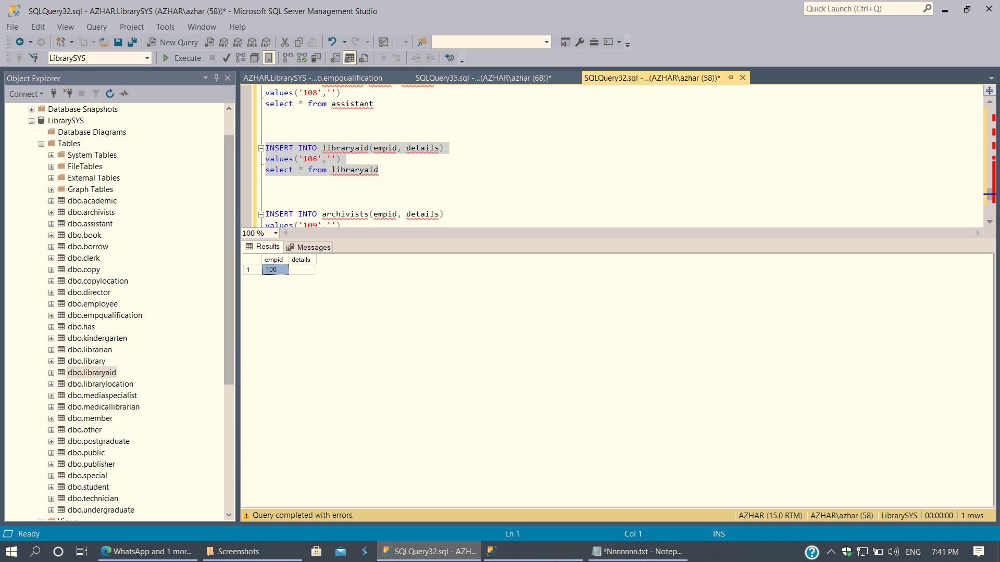 SQLQuery32.sql - AZHAR.LibrarySYS (AZHAR\azhar (58))* - Microsoft SQL Server Management Studio
Quick Launch (Ctrl+Q)
File Edit View Query Project Tools Window Help
New Query MDX DMX XMLA DAX
LibrarySYS Execute
Object Explorer
Connect
Database Snapshots
LibrarySYS
Database Diagrams
Tables
System Tables
FileTables
External Tables
Graph Tables
dbo.academic
dbo.archivists
dbo.assistant
dbo.book
dbo.borrow
dbo.clerk
dbo.copy
dbo.copylocation
dbo.director
dbo.employee
dbo.empqualification
dbo.has
dbo.kindergarten
dbo.librarian
dbo.library
dbo.libraryaid
dbo.librarylocation
dbo.mediaspecialist
dbo.medicallibrarian
dbo.member
dbo.other
dbo.postgraduate
dbo.public
dbo.publisher
dbo.special
dbo.student
dbo.technician
dbo.undergraduate
Views
AZHAR.LibrarySYS -...o.empqualification SQLQuery35.sql -...(AZHAR\azhar (68))* SQLQuery32.sql -...(AZHAR\azhar (58))*
values('108','')
select * from assistant
INSERT INTO libraryaid(empid, details)
values('106','')
select * from libraryaid
INSERT INTO archivists(empid, details)
values('109','')
100 %
Results Messages
empid details
1 106
Query completed with errors. AZHAR (15.0 RTM) AZHAR\azhar (58) LibrarySYS 00:00:00 1 rows
Ready Ln 1 Col 1 INS
WhatsApp and 1 mor... Screenshots SQLQuery32.sql - AZH... *Nnnnnnn.txt - Notep... ENG 7:41 PM